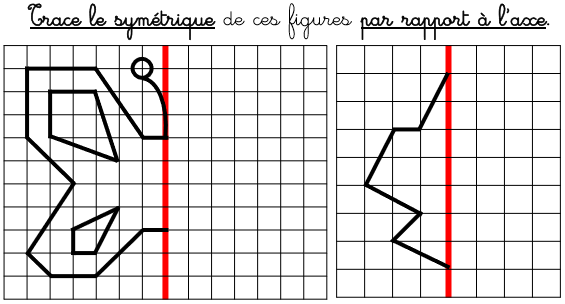 Trace le symétrique de ces figures par rapport à l'axe.